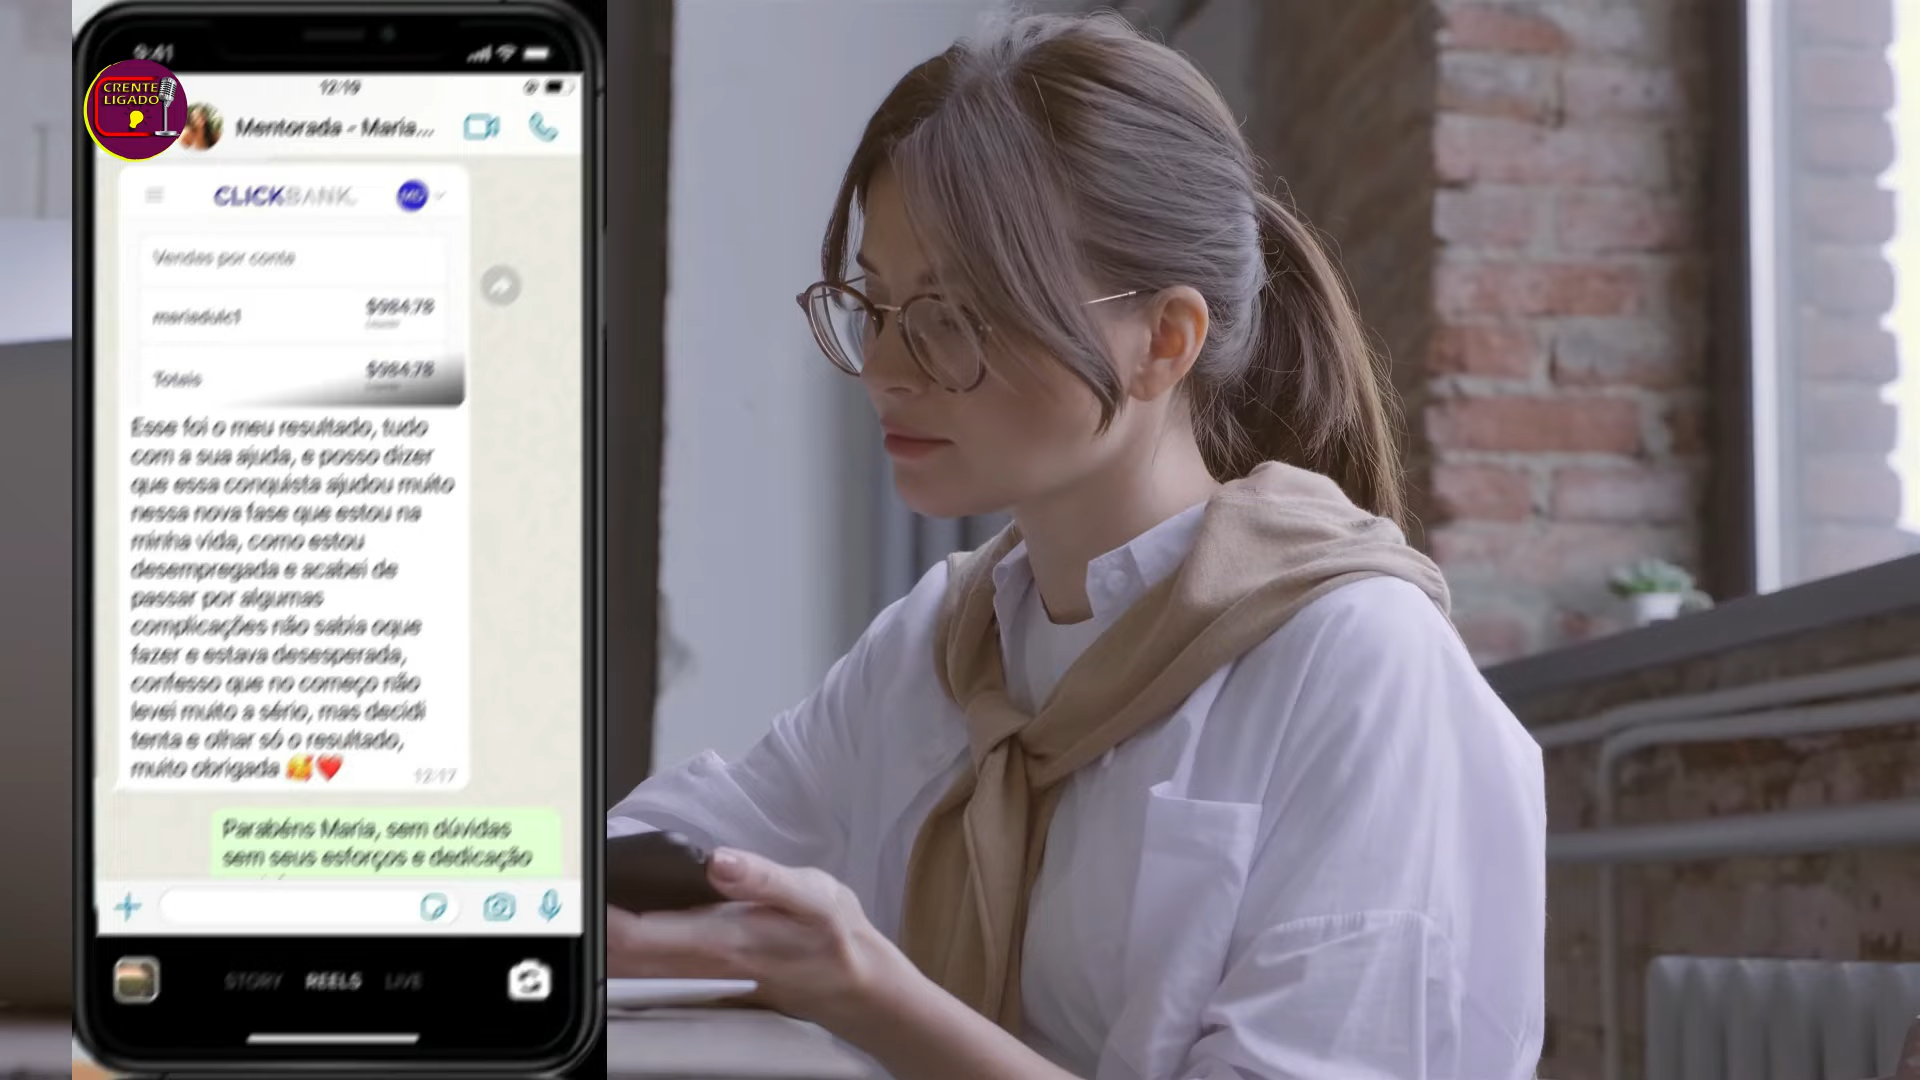 9:41
12:19
CRENTE
LIGADO
Mentorada - Maria...
CLICKBANK.
Vendas por conta
mariadulc1 $984.78
Totais $984.78
Esse foi o meu resultado, tudo
com a sua ajuda, e posso dizer
que essa conquista ajudou muito
nessa nova fase que estou na
minha vida, como estou
desempregada e acabei de
passar por algumas
complicações não sabia oque
fazer e estava desesperada,
confesso que no começo não
levei muito a sério, mas decidi
tenta e olhar só o resultado,
muito obrigada 🥰❤️
12:17
Parabéns Maria, sem dúvidas
sem seus esforços e dedicação
STORY REELS LIVE